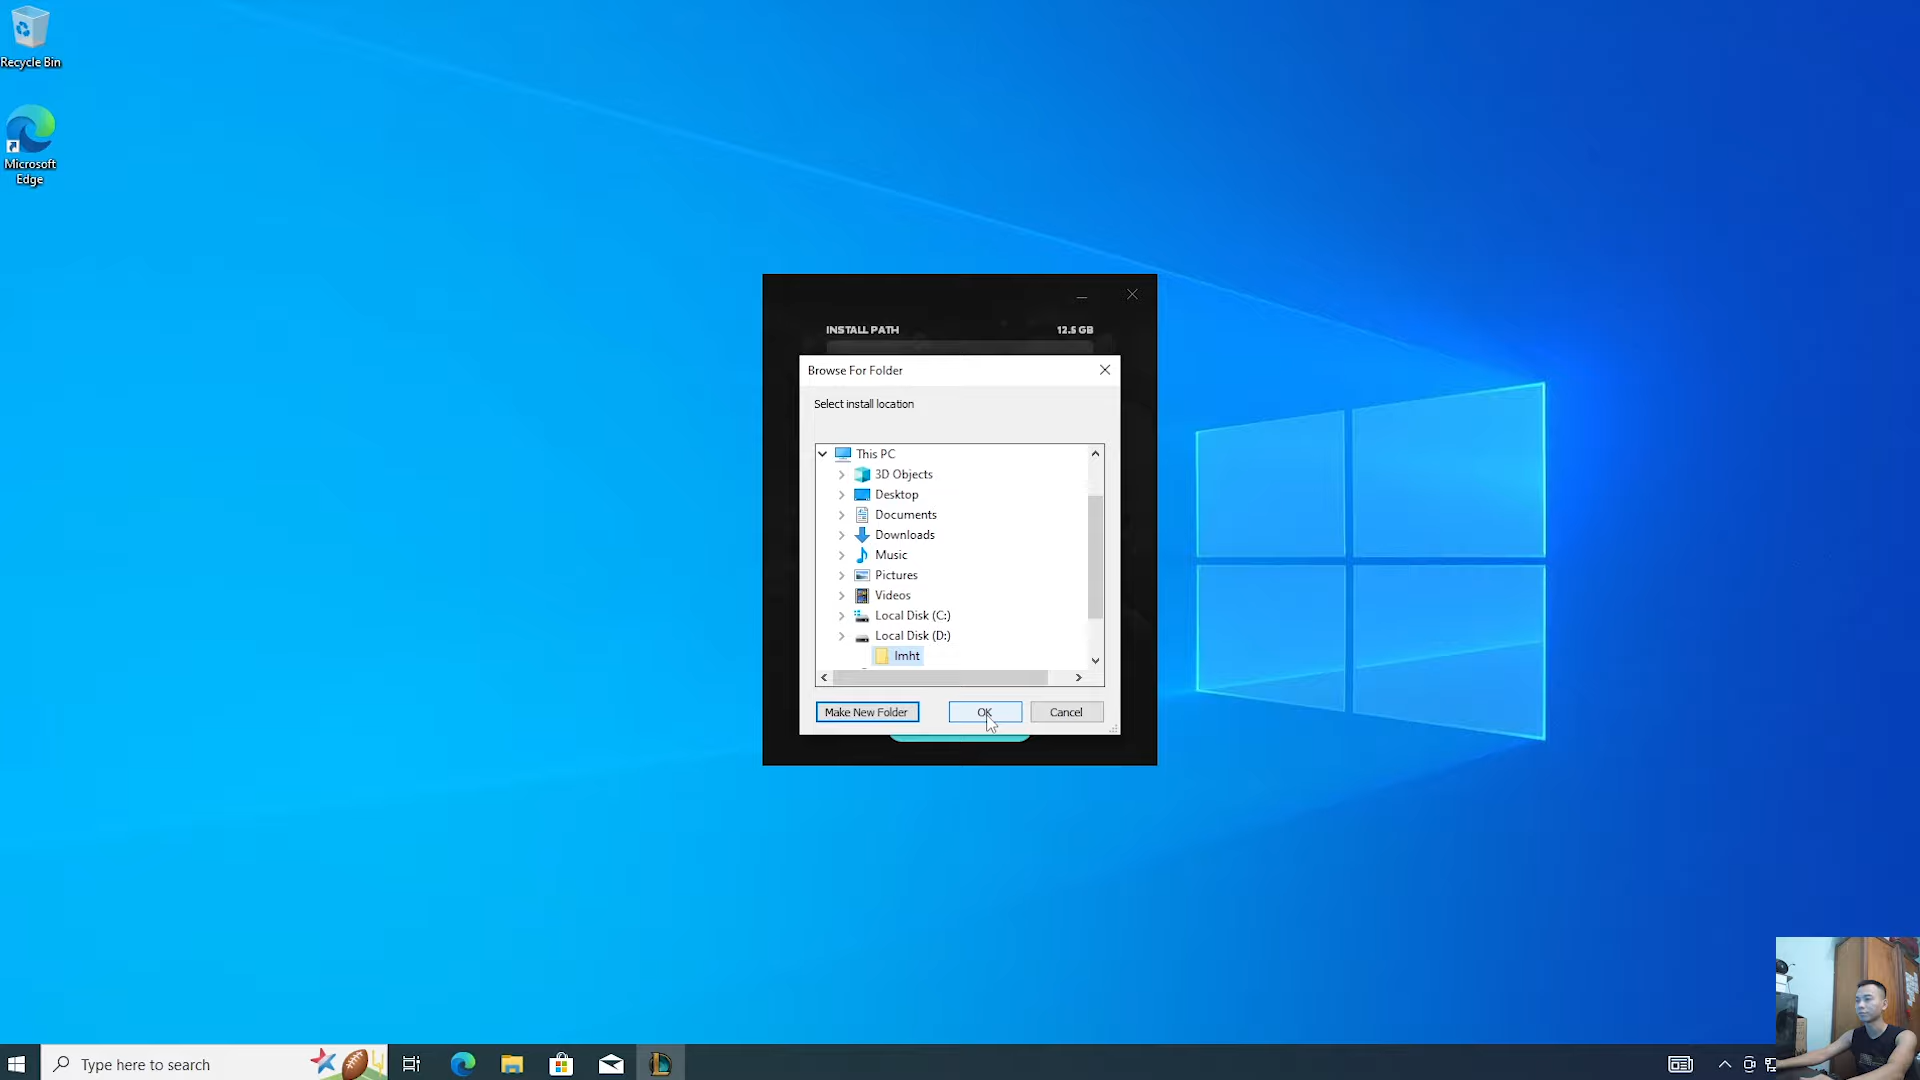 Recycle Bin
Microsoft
Edge
INSTALL PATH 12.5 GB
Browse For Folder
Select install location
This PC
3D Objects
Desktop
Documents
Downloads
Music
Pictures
Videos
Local Disk (C:)
Local Disk (D:)
lmht
Make New Folder OK Cancel
Type here to search